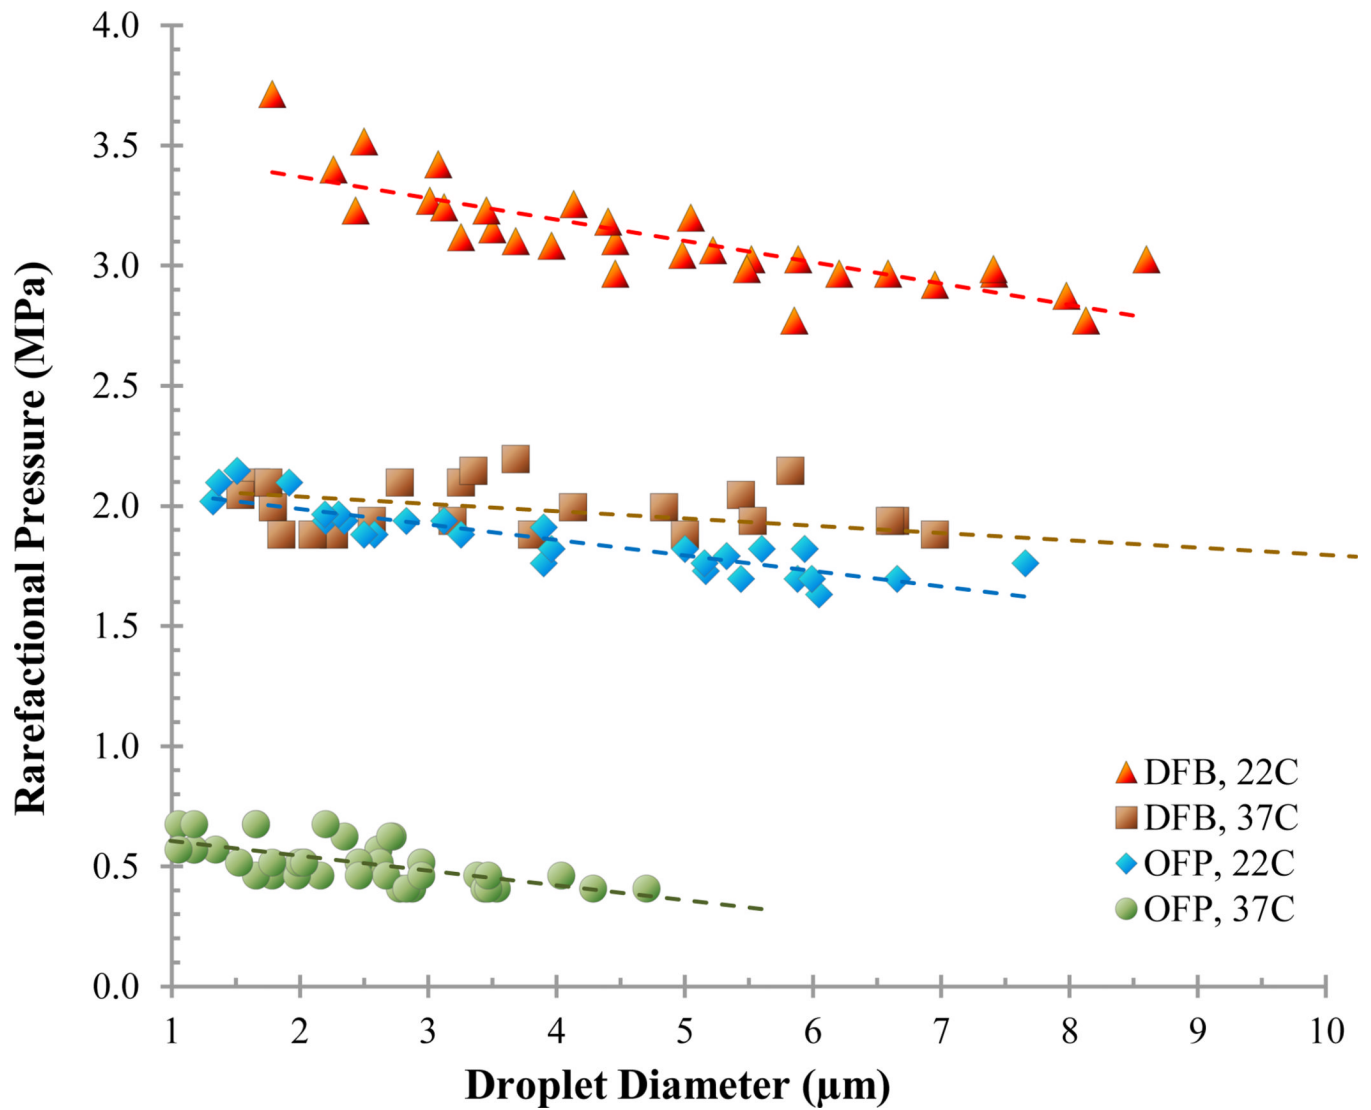 Rarefactional Pressure (MPa)
4.0
3.5
3.0
2.5
2.0
1.5
1.0
0.5
0.0
DFB, 22C
DFB, 37C
OFP, 22C
OFP, 37C
1 2 3 4 5 6 7 8 9 10
Droplet Diameter (μm)